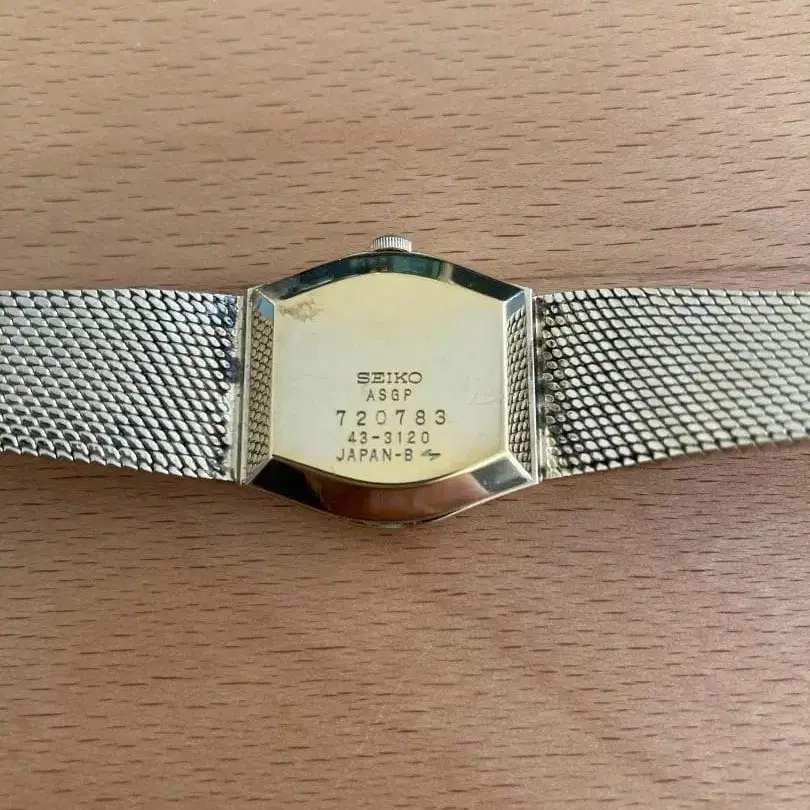 SEIKO
ASGP
720783
43-3120
JAPAN-B